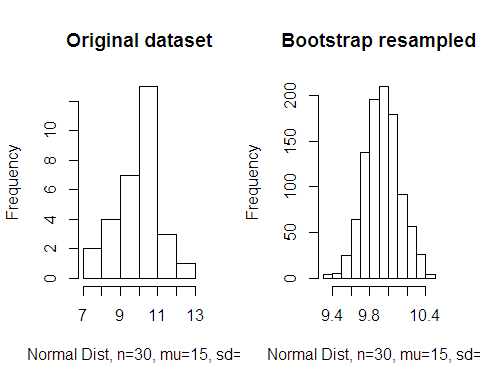 Original dataset
Frequency
0 2 4 6 8 10
7 9 11 13
Normal Dist, n=30, mu=15, sd=
Bootstrap resampled
Frequency
0 50 100 150 200
9.4 9.8 10.4
Normal Dist, n=30, mu=15, sd=